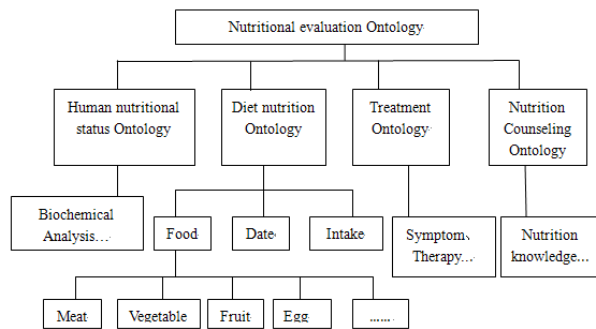 Nutritional evaluation Ontology
Human nutritional
status Ontology
Diet nutrition
Ontology
Treatment
Ontology
Nutrition
Counseling
Ontology
Biochemical
Analysis…
Food
Date
Intake
Symptom、
Therapy...
Nutrition
knowledge...
Meat
Vegetable
Fruit
Egg
......